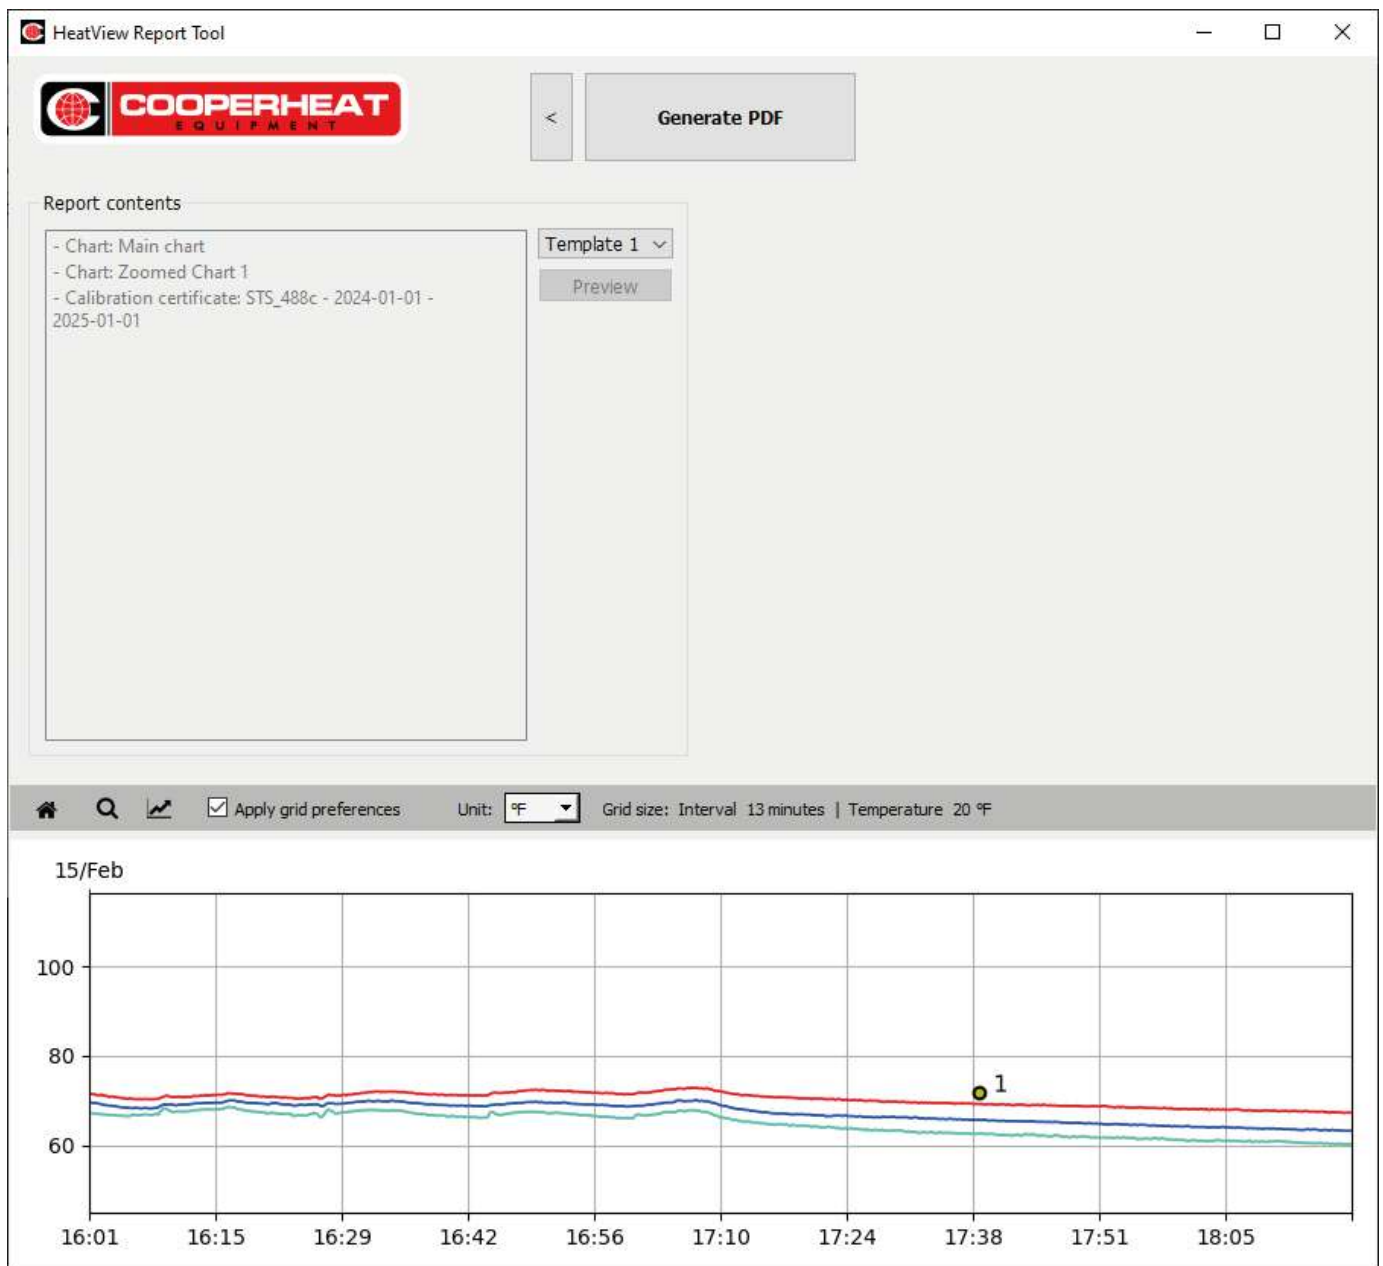 HeatView Report Tool
COOPERHEAT
EQUIPMENT
<
Generate PDF
Report contents
- Chart: Main chart
- Chart: Zoomed Chart 1
- Calibration certificate: STS_488c - 2024-01-01 -
2025-01-01
Template 1
Preview
Apply grid preferences Unit: ºF Grid size: Interval 13 minutes | Temperature 20 ºF
15/Feb
100
80
1
60
16:01 16:15 16:29 16:42 16:56 17:10 17:24 17:38 17:51 18:05